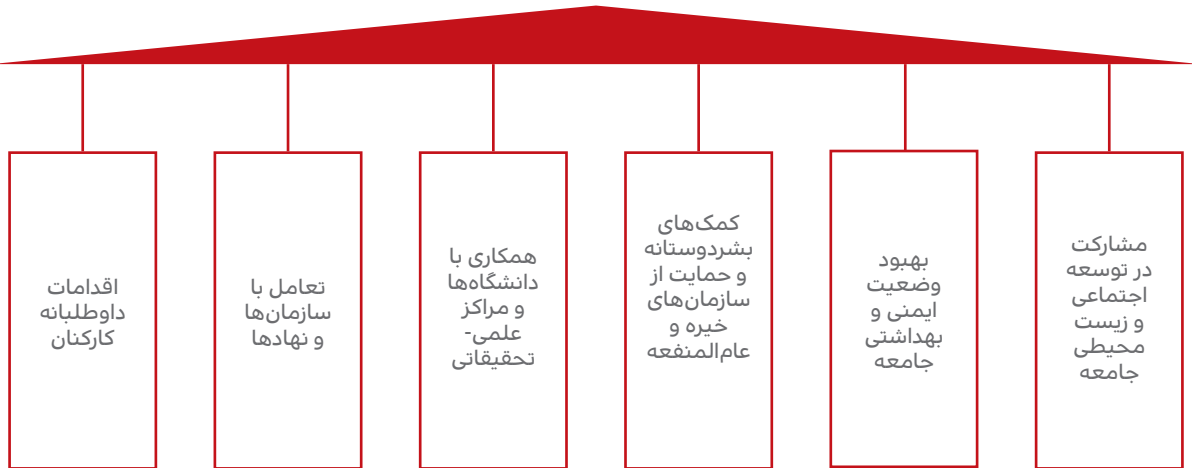 مشارکت
در توسعه
اجتماعی
و زیست
محیطی
جامعه
بهبود
وضعیت
ایمنی و
بهداشتی
جامعه
کمک‌های
بشردوستانه
و حمایت از
سازمان‌های
خیره و
عام‌المنفعه
همکاری با
دانشگاه‌ها
و مراکز
علمی-
تحقیقاتی
تعامل با
سازمان‌ها
و نهادها
اقدامات
داوطلبانه
کارکنان